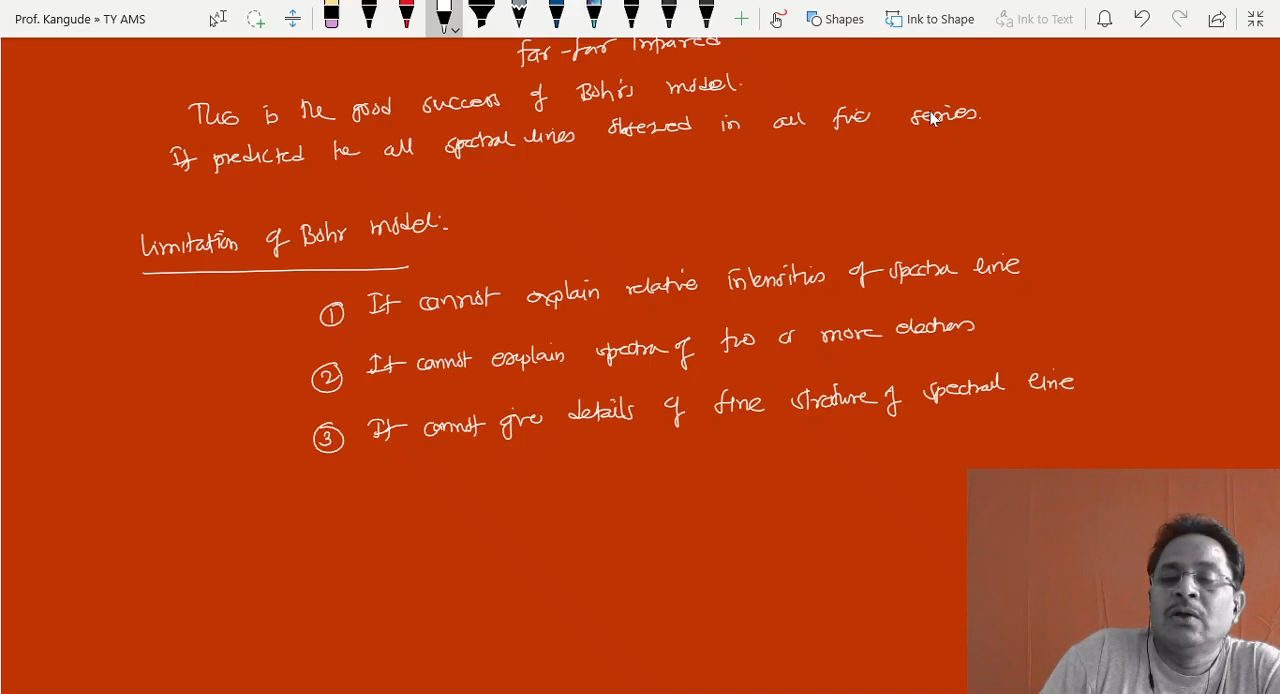 Prof. Kangude » TY AMS
Shapes
Ink to Shape
Ink to Text
far-far Infrared
This is the good success of Bohr's model.
It predicted the all spectral lines observed in all five series.
Limitation of Bohr model:
① It cannot explain relative intensities of spectra line
② It cannot explain spectra of two or more electrons
③ It cannot give details of fine structure of spectral line